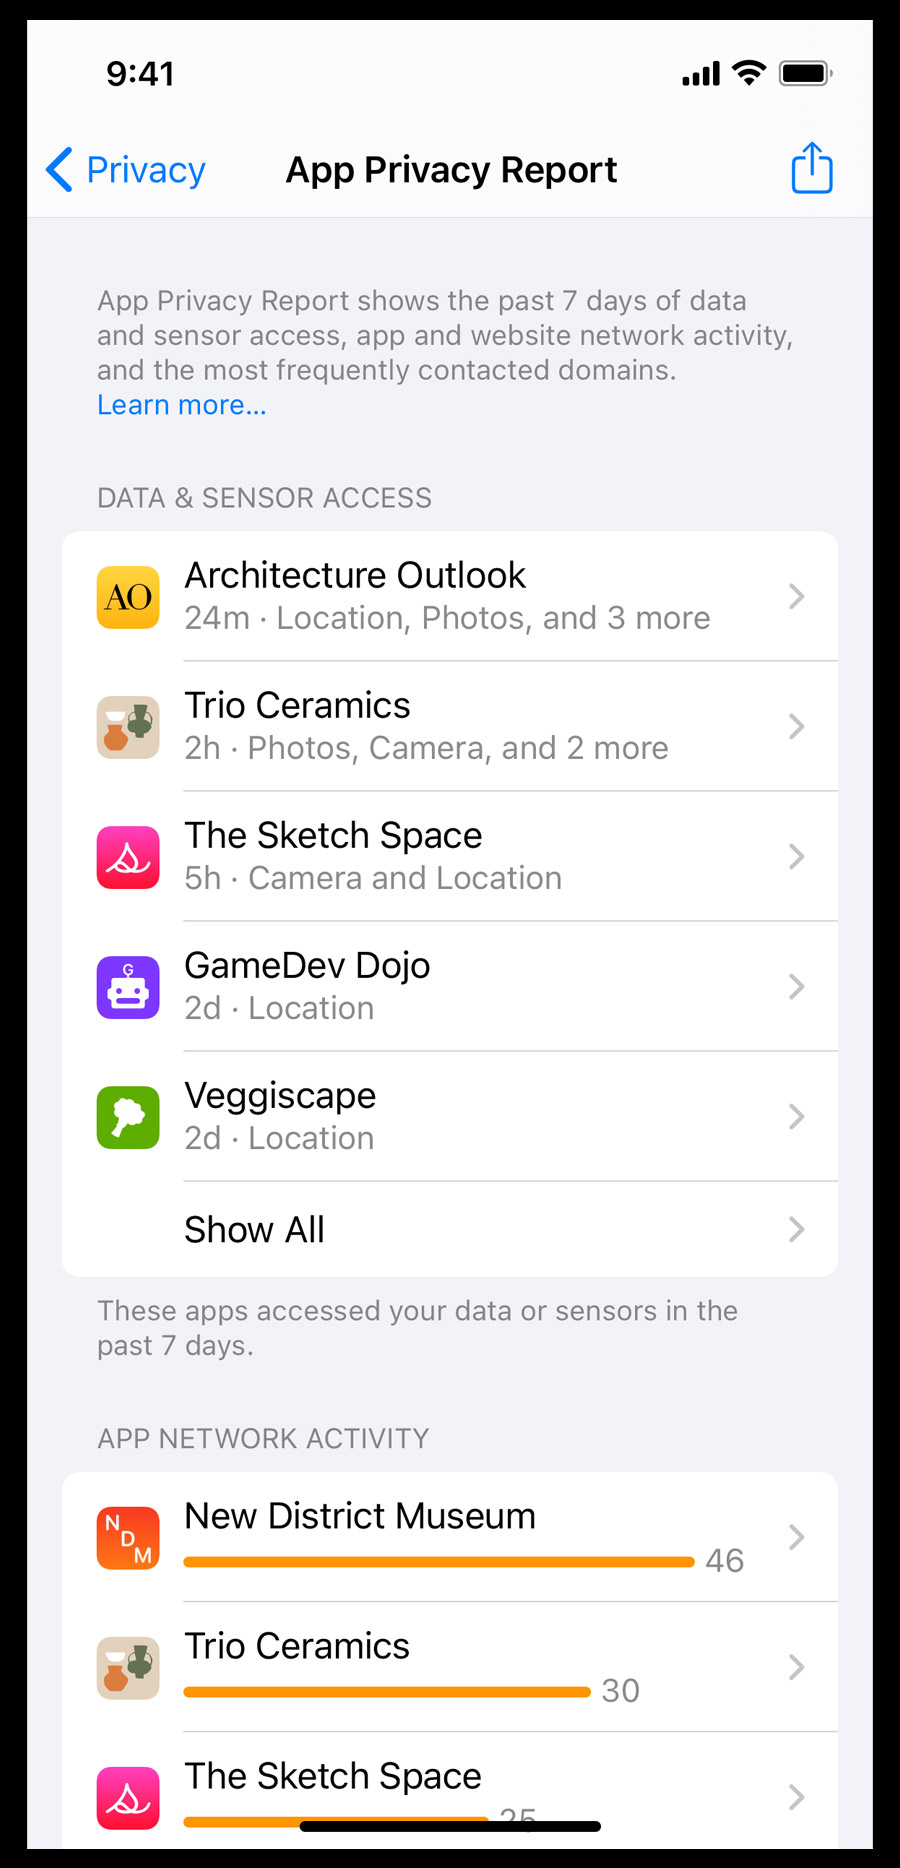 9:41
Privacy
App Privacy Report
App Privacy Report shows the past 7 days of data
and sensor access, app and website network activity,
and the most frequently contacted domains.
Learn more...
DATA & SENSOR ACCESS
AO
Architecture Outlook
24m · Location, Photos, and 3 more
Trio Ceramics
2h · Photos, Camera, and 2 more
The Sketch Space
5h · Camera and Location
G
GameDev Dojo
2d · Location
Veggiscape
2d · Location
Show All
These apps accessed your data or sensors in the
past 7 days.
APP NETWORK ACTIVITY
N
D
M
New District Museum
46
Trio Ceramics
30
The Sketch Space
25